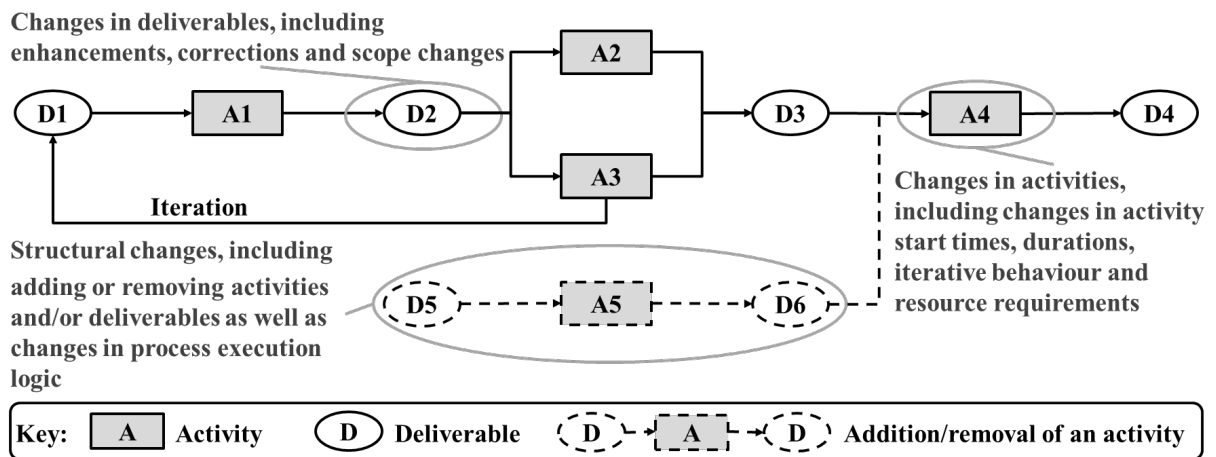 Changes in deliverables, including
enhancements, corrections and scope changes
A2
D1
A1
D2
D3
A4
D4
A3
Iteration
Changes in activities,
including changes in activity
start times, durations,
iterative behaviour and
resource requirements
Structural changes, including
adding or removing activities
and/or deliverables as well as
changes in process execution
logic
D5
A5
D6
Key:
A
Activity
D
Deliverable
D
A
D
Addition/removal of an activity